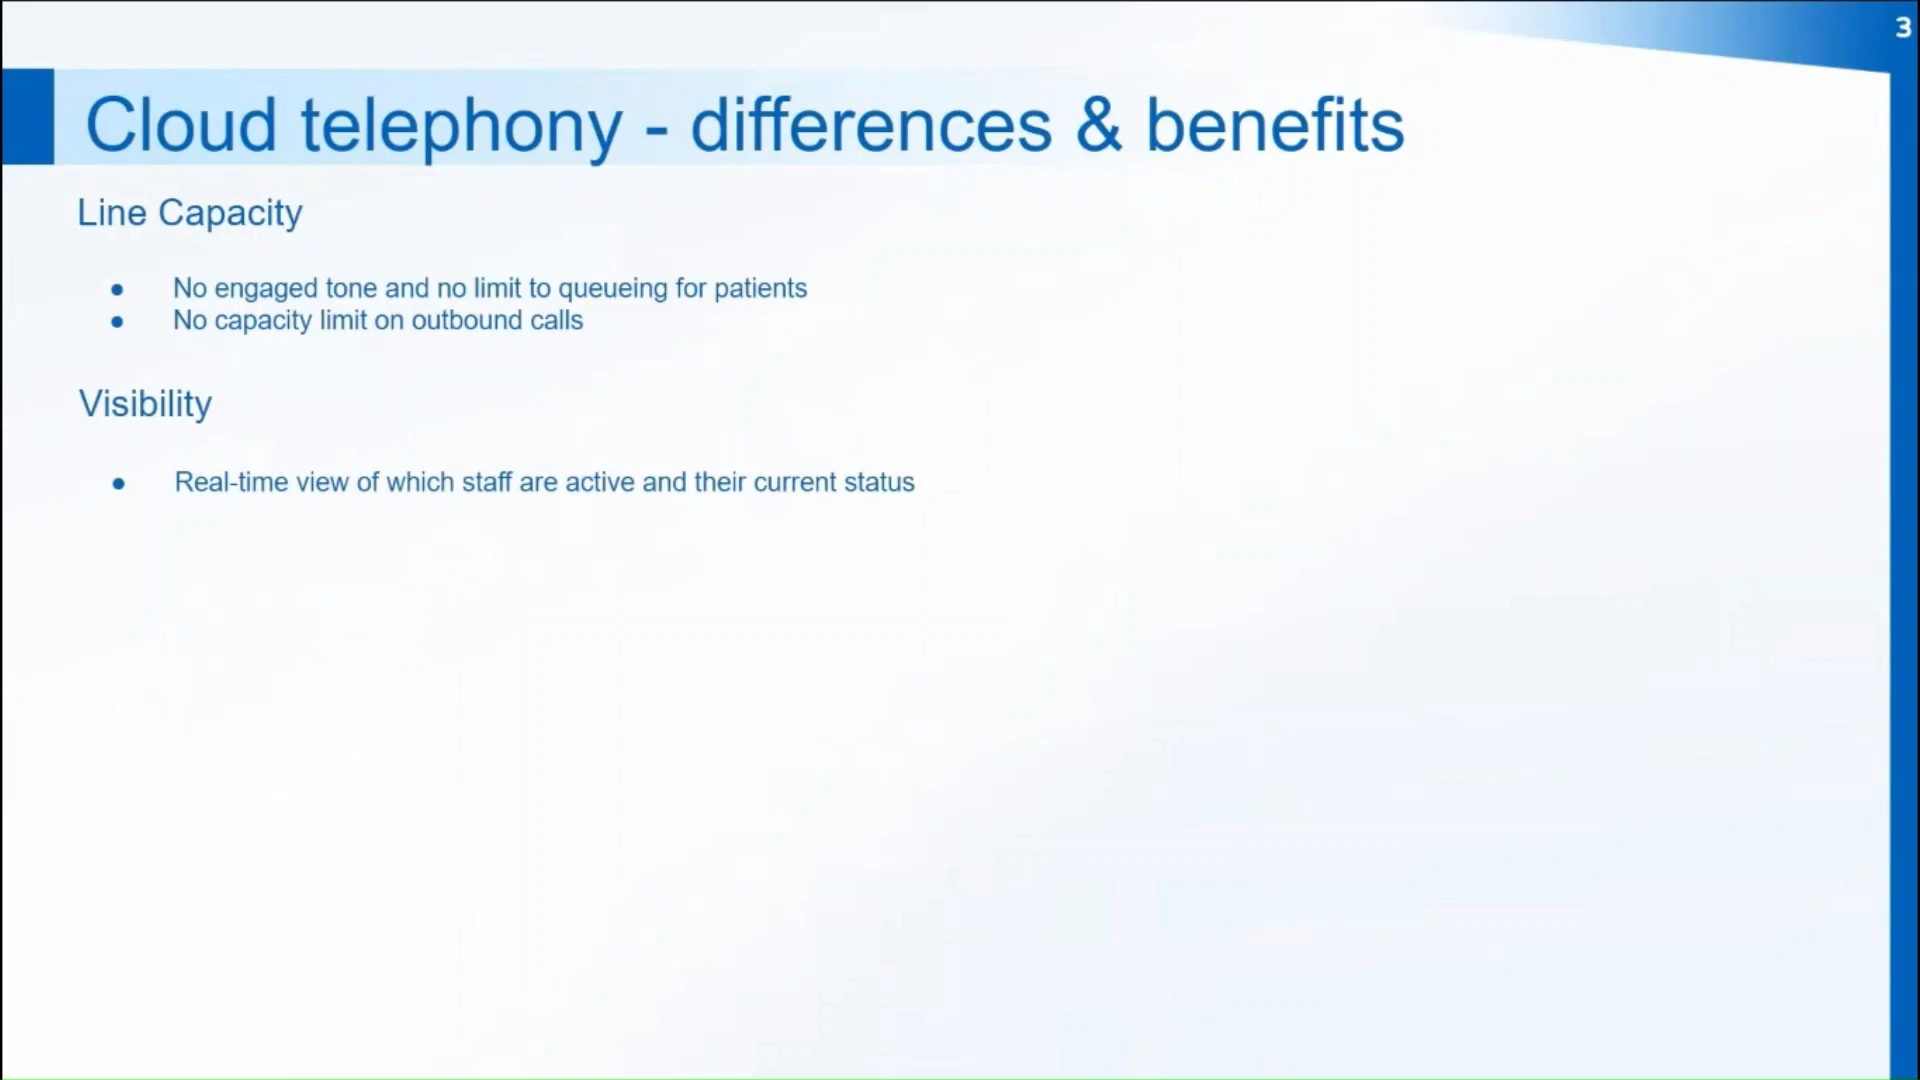 3
Cloud telephony - differences & benefits
Line Capacity
● No engaged tone and no limit to queueing for patients
● No capacity limit on outbound calls
Visibility
● Real-time view of which staff are active and their current status